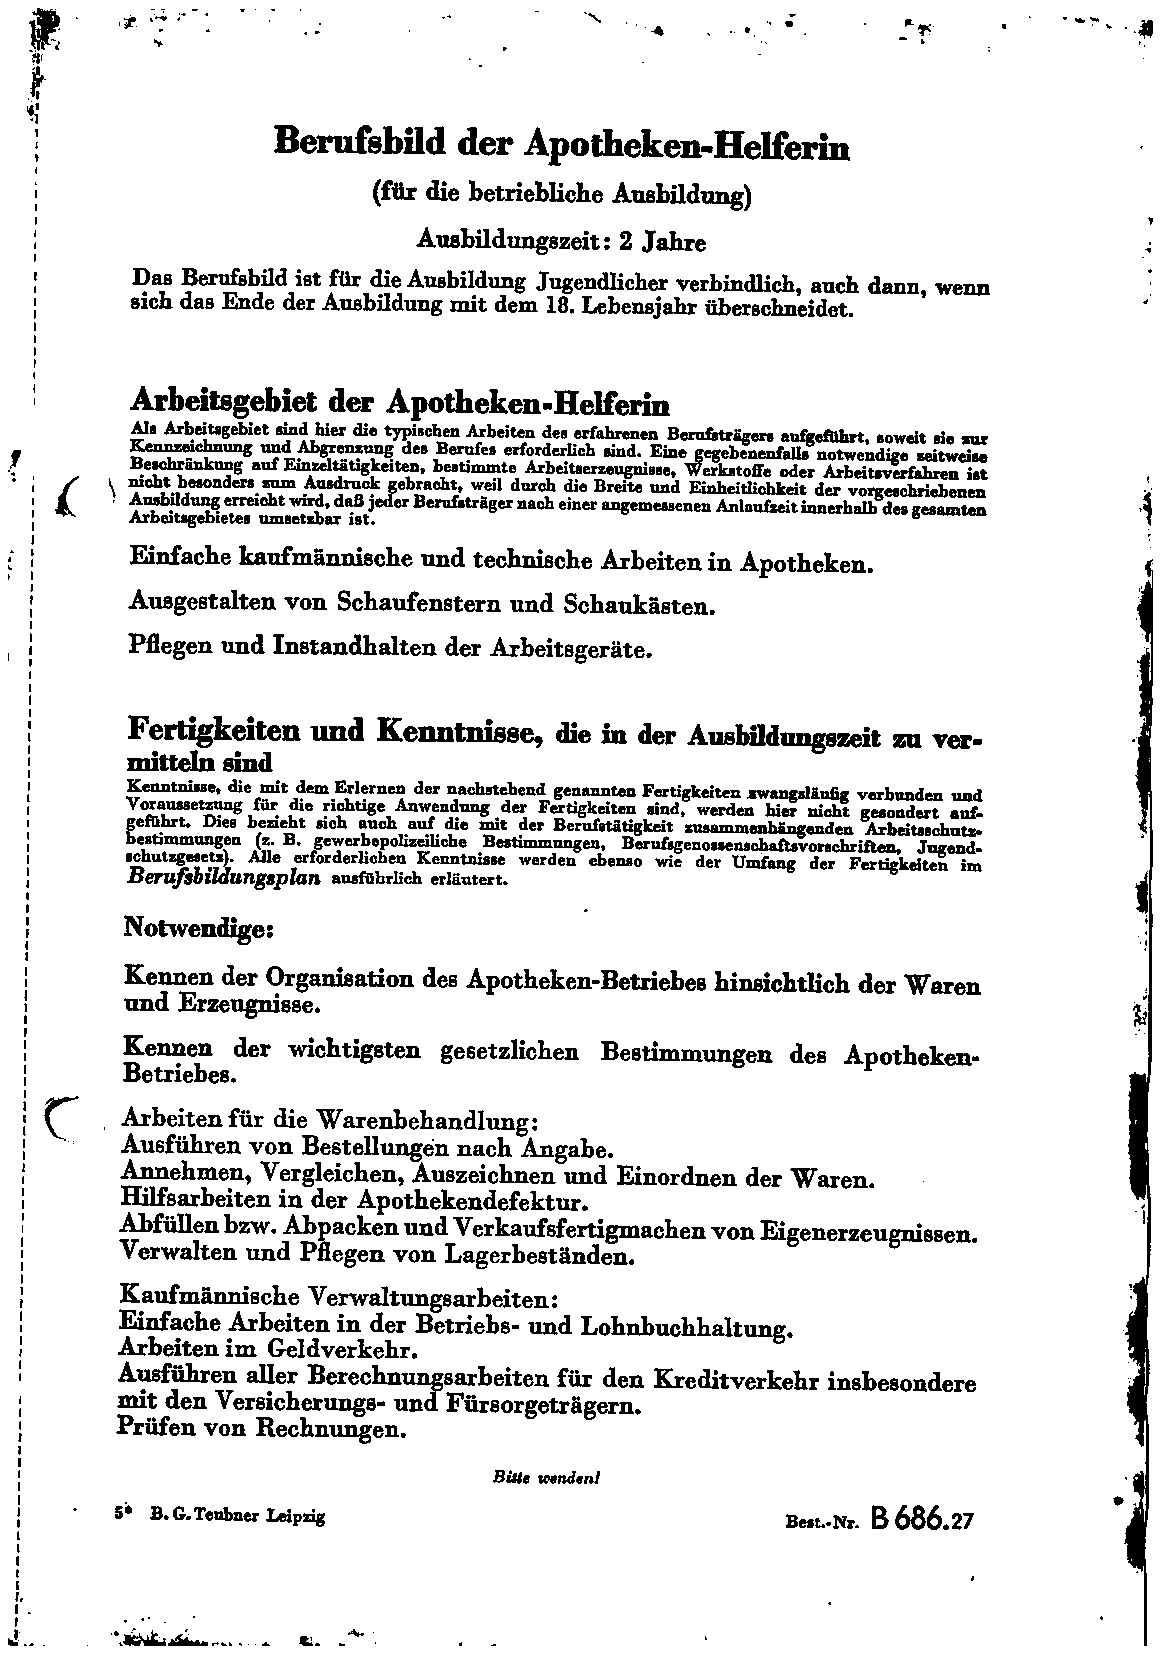 Berufsbild der Apotheken-Helferin
(für die betriebliche Ausbildung)
Ausbildungszeit: 2 Jahre
Das Berufsbild ist für die Ausbildung Jugendlicher verbindlich, auch dann, wenn
sich das Ende der Ausbildung mit dem 18. Lebensjahr überschneidet.
Arbeitsgebiet der Apotheken-Helferin
Als Arbeitsgebiet sind hier die typischen Arbeiten des erfahrenen Berufsträgers aufgeführt, soweit sie zur
Kennzeichnung und Abgrenzung des Berufes erforderlich sind. Eine gegebenenfalls notwendige zeitweise
Beschränkung auf Einzeltätigkeiten, bestimmte Arbeitserzeugnisse, Werkstoffe oder Arbeitsverfahren ist
nicht besonders zum Ausdruck gebracht, weil durch die Breite und Einheitlichkeit der vorgeschriebenen
Ausbildung erreicht wird, daß jeder Berufsträger nach einer angemessenen Anlaufzeit innerhalb des gesamten
Arbeitsgebietes umsetzbar ist.
Einfache kaufmännische und technische Arbeiten in Apotheken.
Ausgestalten von Schaufenstern und Schaukästen.
Pflegen und Instandhalten der Arbeitsgeräte.
Fertigkeiten und Kenntnisse, die in der Ausbildungszeit zu ver-
mitteln sind
Kenntnisse, die mit dem Erlernen der nachstehend genannten Fertigkeiten zwangsläufig verbunden und
Voraussetzung für die richtige Anwendung der Fertigkeiten sind, werden hier nicht gesondert auf-
geführt. Dies bezieht sich auch auf die mit der Berufstätigkeit zusammenhängenden Arbeitsschutz-
bestimmungen (z. B. gewerbepolizeiliche Bestimmungen, Berufsgenossenschaftsvorschriften, Jugend-
schutzgesetz). Alle erforderlichen Kenntnisse werden ebenso wie der Umfang der Fertigkeiten im
Berufsbildungsplan ausführlich erläutert.
Notwendige:
Kennen der Organisation des Apotheken-Betriebes hinsichtlich der Waren
und Erzeugnisse.
Kennen der wichtigsten gesetzlichen Bestimmungen des Apotheken-
Betriebes.
Arbeiten für die Warenbehandlung:
Ausführen von Bestellungen nach Angabe.
Annehmen, Vergleichen, Auszeichnen und Einordnen der Waren.
Hilfsarbeiten in der Apothekendefektur.
Abfüllen bzw. Abpacken und Verkaufsfertigmachen von Eigenerzeugnissen.
Verwalten und Pflegen von Lagerbeständen.
Kaufmännische Verwaltungsarbeiten:
Einfache Arbeiten in der Betriebs- und Lohnbuchhaltung.
Arbeiten im Geldverkehr.
Ausführen aller Berechnungsarbeiten für den Kreditverkehr insbesondere
mit den Versicherungs- und Fürsorgeträgern.
Prüfen von Rechnungen.
Bitte wenden!
5* B. G. Teubner Leipzig
Best.-Nr. B 686.27